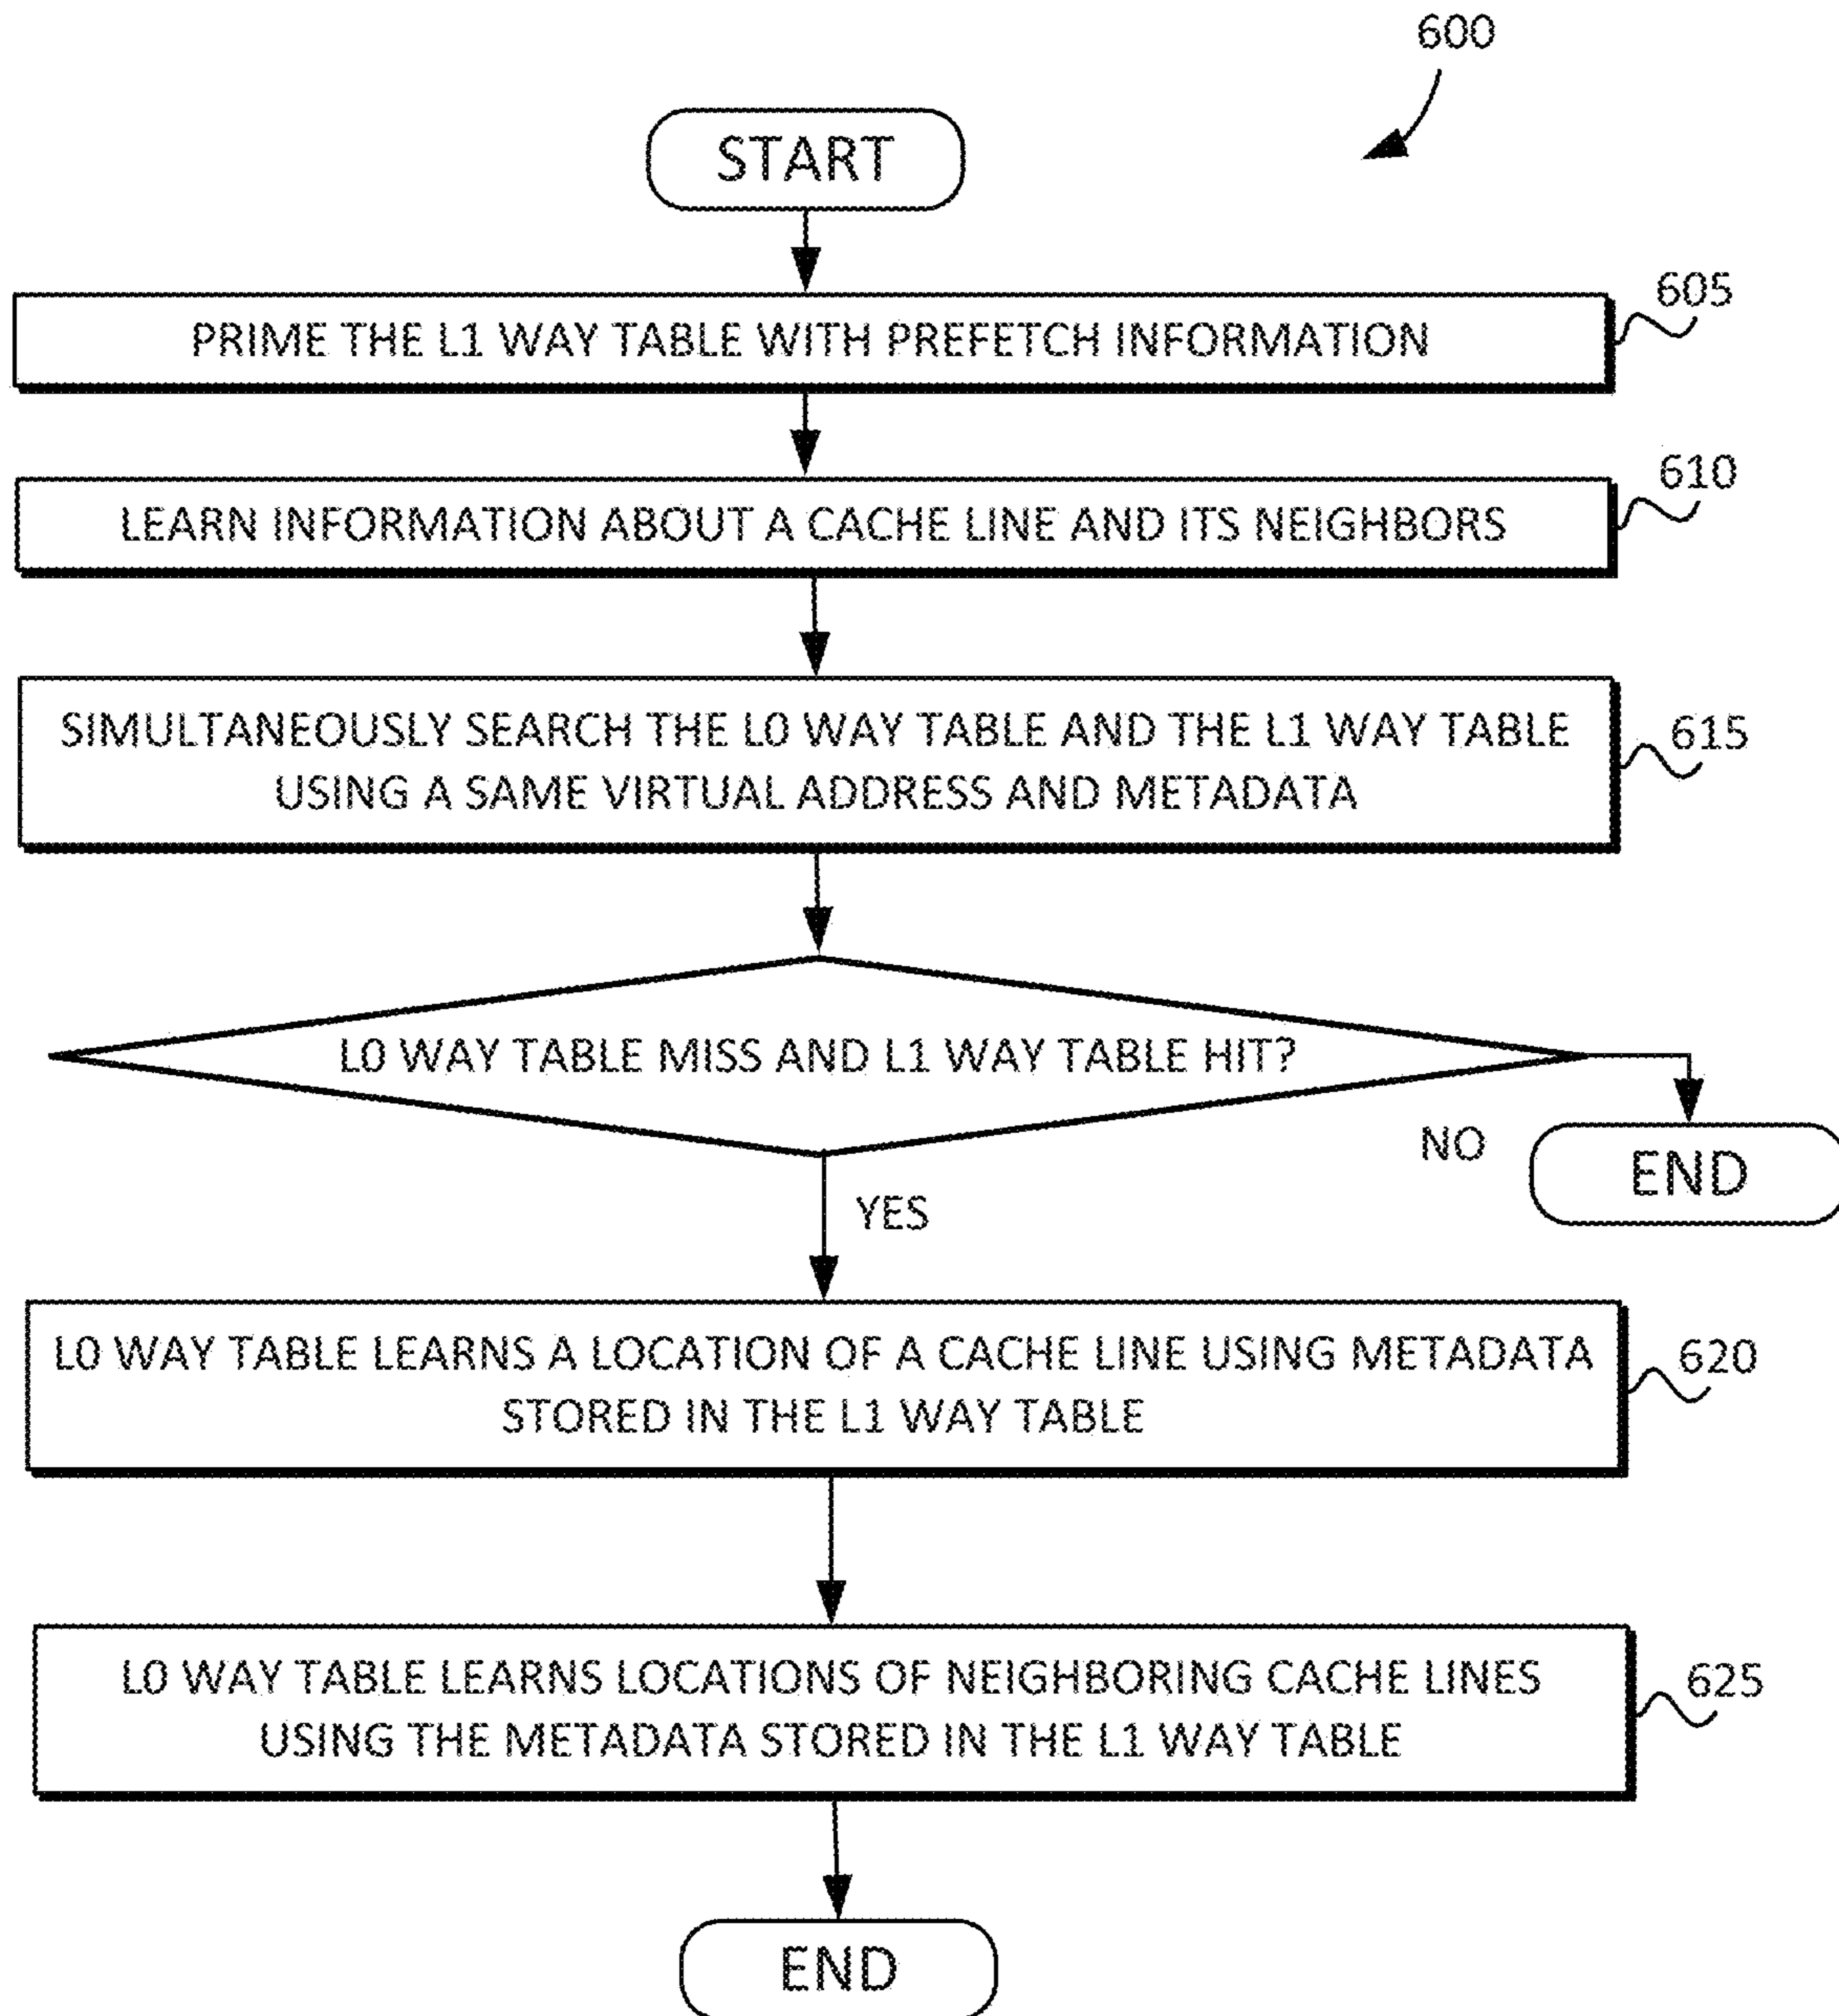 600
START
PRIME THE L1 WAY TABLE WITH PREFETCH INFORMATION
605
LEARN INFORMATION ABOUT A CACHE LINE AND ITS NEIGHBORS
610
SIMULTANEOUSLY SEARCH THE L0 WAY TABLE AND THE L1 WAY TABLE
USING A SAME VIRTUAL ADDRESS AND METADATA
615
L0 WAY TABLE MISS AND L1 WAY TABLE HIT?
NO
END
YES
L0 WAY TABLE LEARNS A LOCATION OF A CACHE LINE USING METADATA
STORED IN THE L1 WAY TABLE
620
L0 WAY TABLE LEARNS LOCATIONS OF NEIGHBORING CACHE LINES
USING THE METADATA STORED IN THE L1 WAY TABLE
625
END